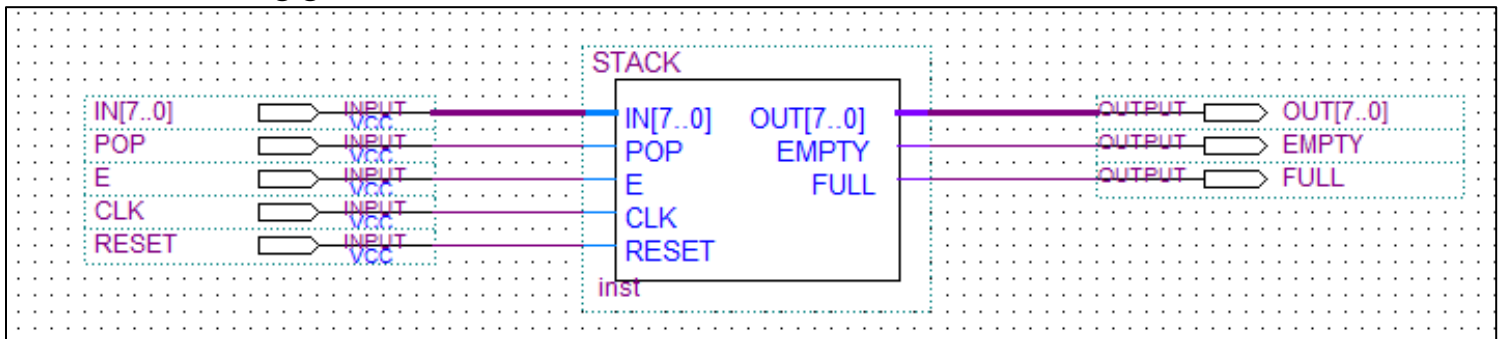 STACK
IN[7..0] INPUT VCC IN[7..0] OUT[7..0] OUTPUT OUT[7..0]
POP INPUT VCC POP EMPTY OUTPUT EMPTY
E INPUT VCC E FULL OUTPUT FULL
CLK INPUT VCC CLK
RESET INPUT VCC RESET
inst